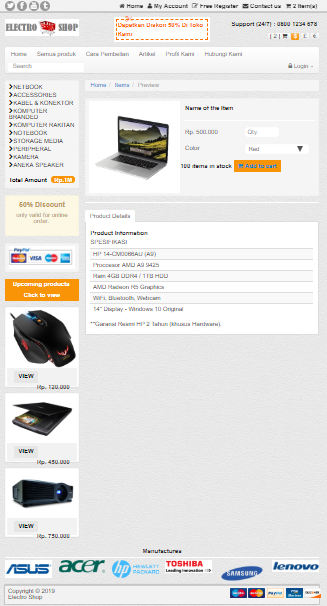 Home My Account Free Register Contact us 2 Item(s)
ELECTRO SHOP
Dapatkan Diskon 50% Di Toko
Kami
Support (24/7) : 0800 1234 678
Home Semua produk Cara Pembelian Artikel Profil Kami Hubungi Kami
Search
Login
NETBOOK
ACCESSORIES
KABEL & KONEKTOR
KOMPUTER
BRANDED
KOMPUTER RAKITAN
NOTEBOOK
STORAGE MEDIA
PERIPHERAL
KAMERA
ANEKA SPEAKER
Total Amount Rp.1M
50% Discount
only valid for online
order.
PayPal VISA
Upcoming products
Click to view
VIEW
Rp. 120.000
VIEW
Rp. 450.000
VIEW
Rp. 750.000
Home / Items / Preview
Name of the Item
Rp. 500.000
Qty.
Color
Red
100 items in stock
Add to cart
Product Details
Product Information
SPESIFIKASI
HP 14-CM0066AU (A9)
Processor AMD A9 9425
Ram 4GB DDR4 / 1TB HDD
AMD Radeon R5 Graphics
WiFi, Bluetooth, Webcam
14" Display - Windows 10 Original
**Garansi Resmi HP 2 Tahun (khusus Hardware).
Manufactures
ASUS
acer
hp HEWLETT PACKARD
TOSHIBA
Leading Innovation >>>
SAMSUNG
lenovo
Copyright © 2019
Electro Shop